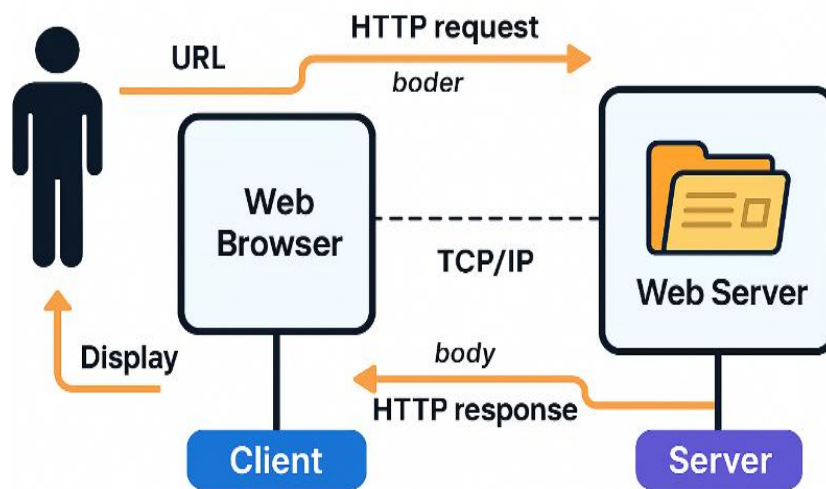 HTTP request
URL
boder
Web
Browser
TCP/IP
Web Server
Display
body
HTTP response
Client
Server